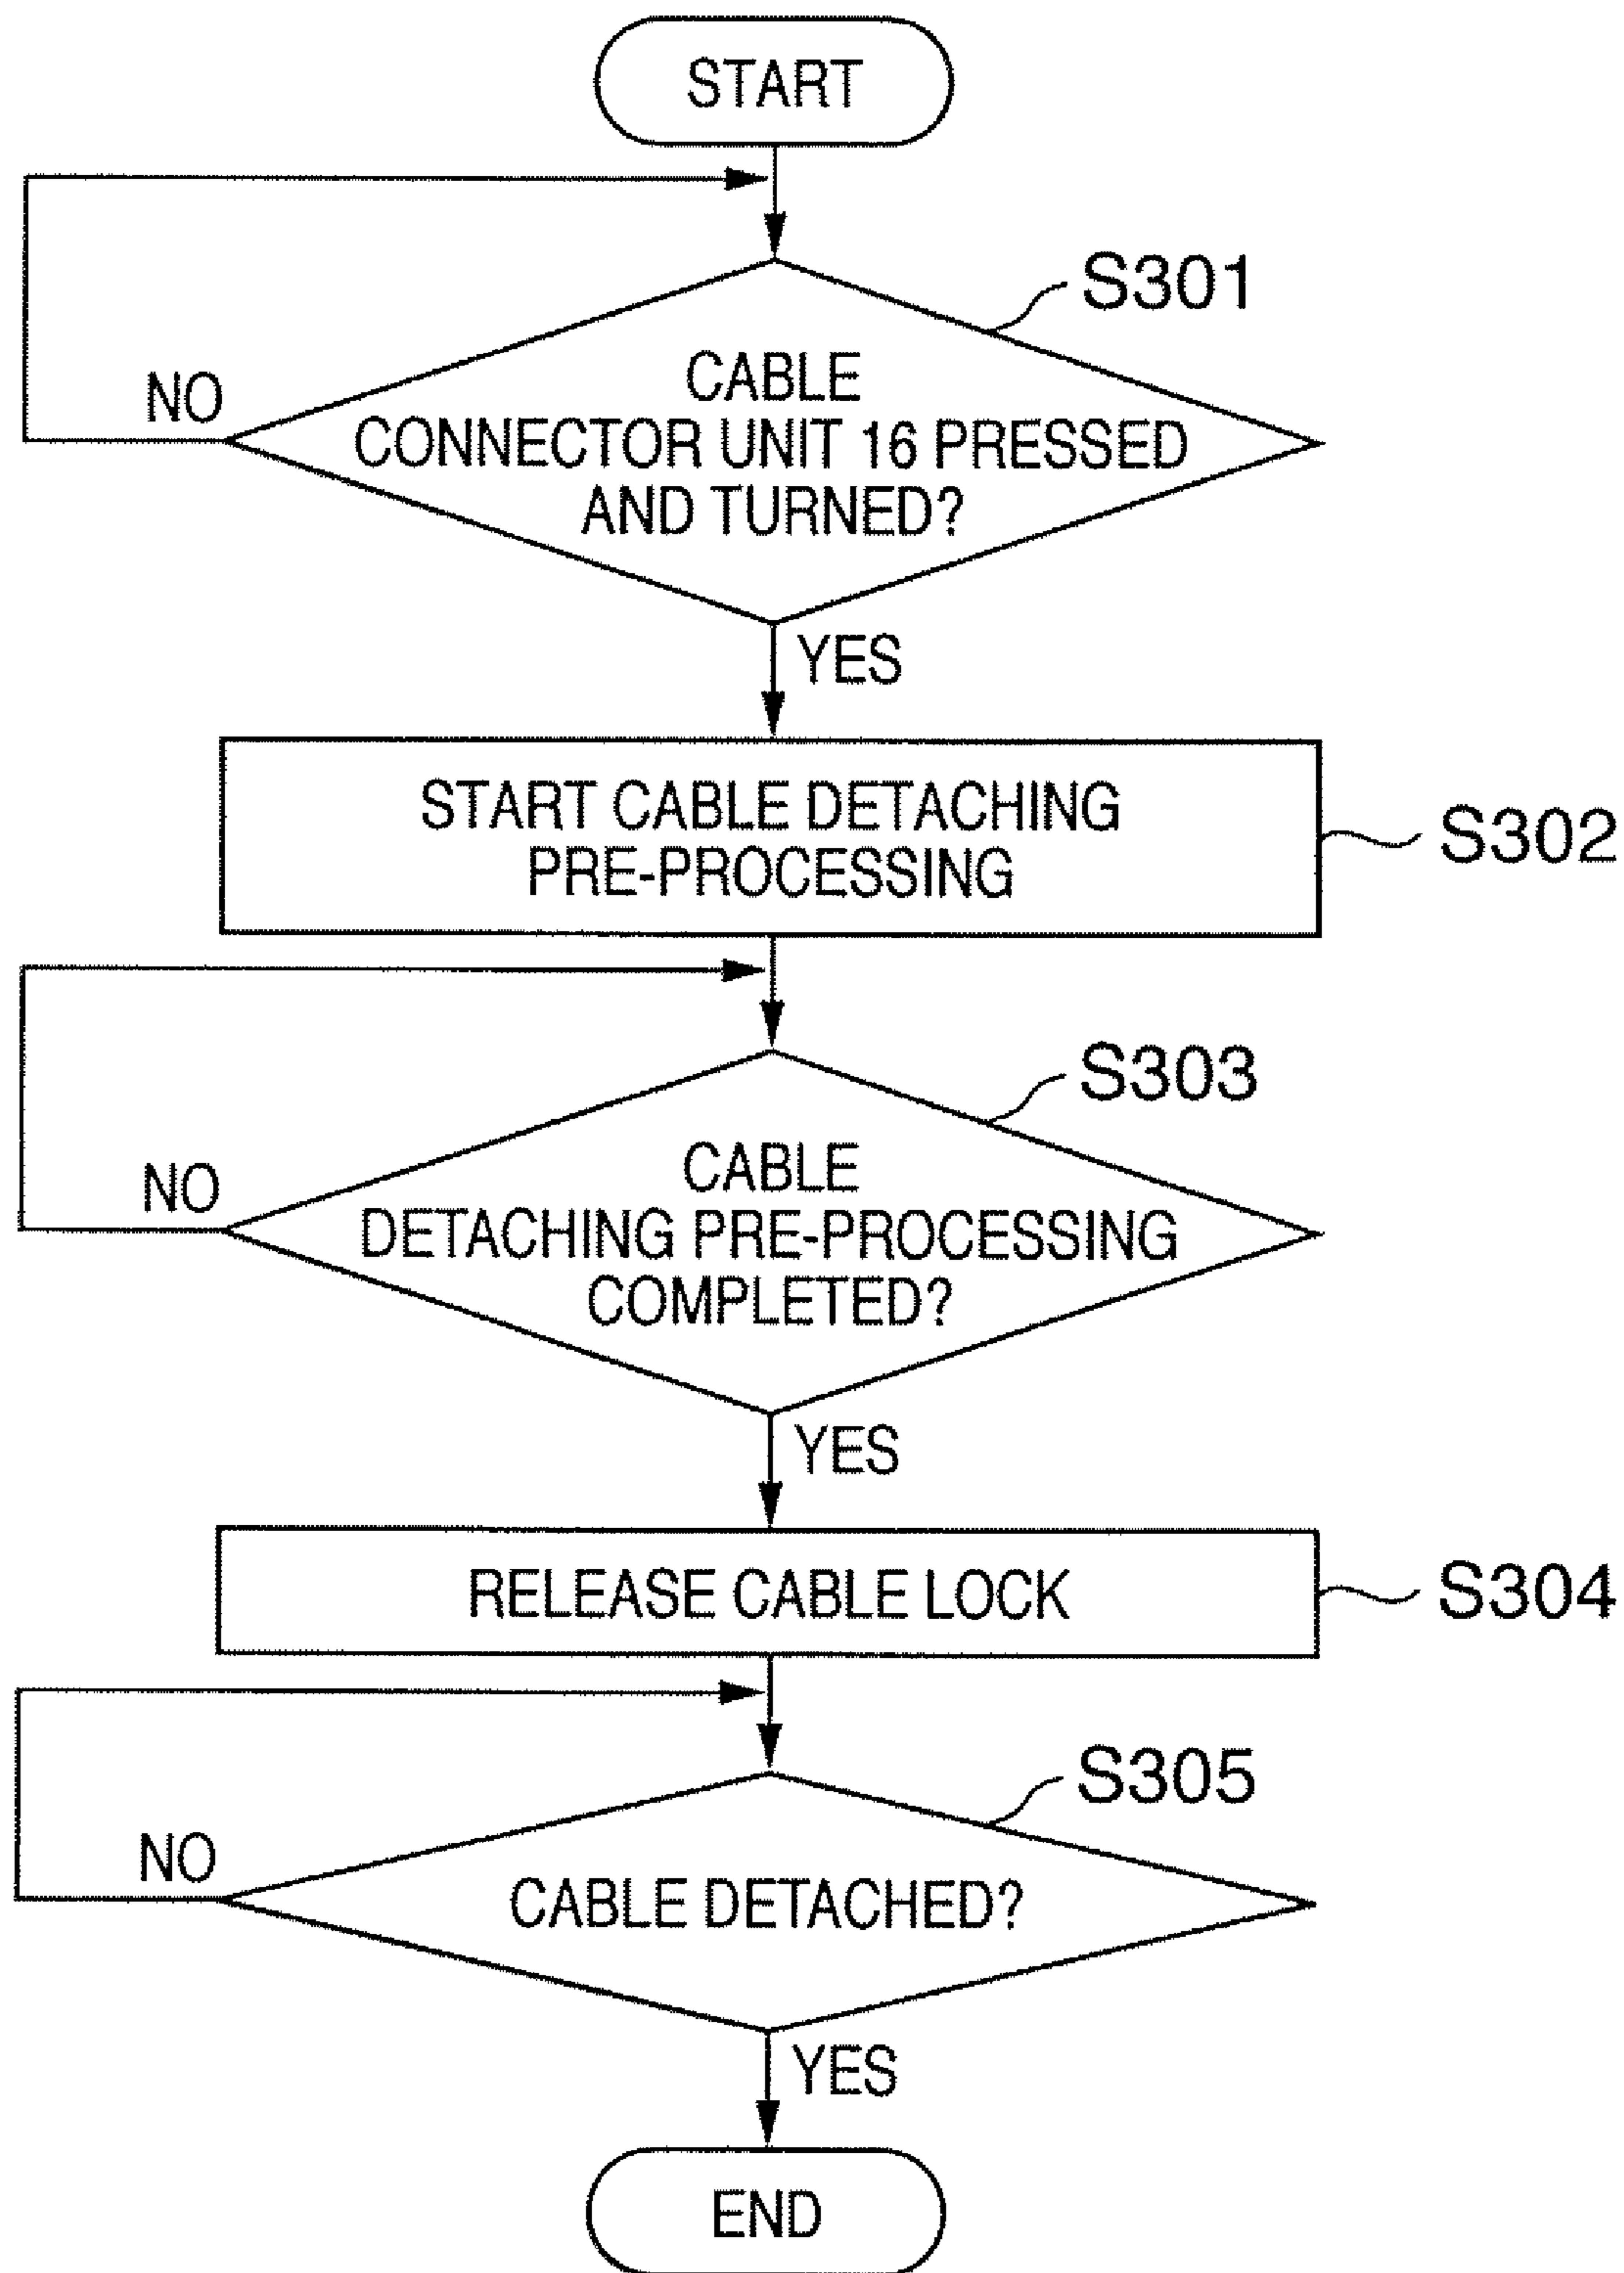 START
S301
CABLE
CONNECTOR UNIT 16 PRESSED
AND TURNED?
NO
YES
START CABLE DETACHING
PRE-PROCESSING
S302
S303
CABLE
DETACHING PRE-PROCESSING
COMPLETED?
NO
YES
RELEASE CABLE LOCK
S304
S305
CABLE DETACHED?
NO
YES
END